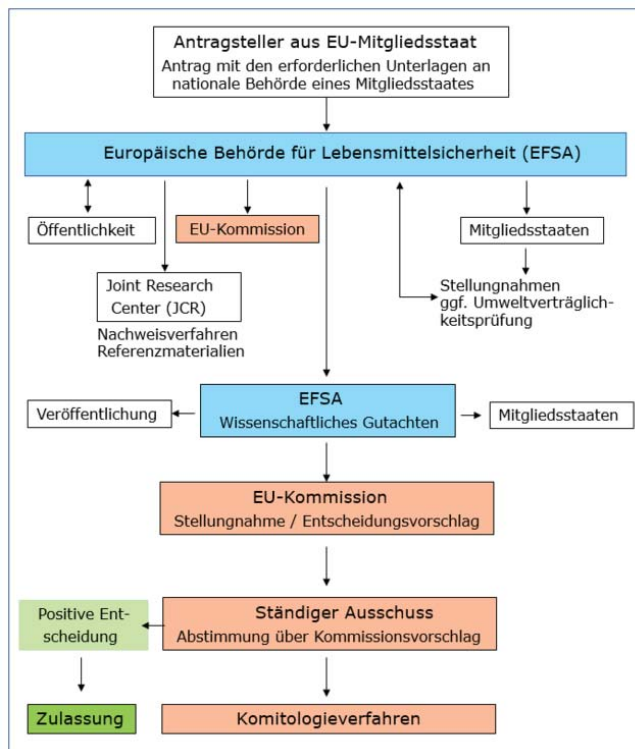 Antragsteller aus EU-Mitgliedsstaat
Antrag mit den erforderlichen Unterlagen an
nationale Behörde eines Mitgliedsstaates
Europäische Behörde für Lebensmittelsicherheit (EFSA)
Öffentlichkeit
EU-Kommission
Mitgliedsstaaten
Joint Research
Center (JCR)
Nachweisverfahren
Referenzmaterialien
Stellungnahmen
ggf. Umweltverträglich-
keitsprüfung
EFSA
Wissenschaftliches Gutachten
Veröffentlichung
Mitgliedsstaaten
EU-Kommission
Stellungnahme / Entscheidungsvorschlag
Ständiger Ausschuss
Abstimmung über Kommissionsvorschlag
Positive Ent-
scheidung
Zulassung
Komitologieverfahren